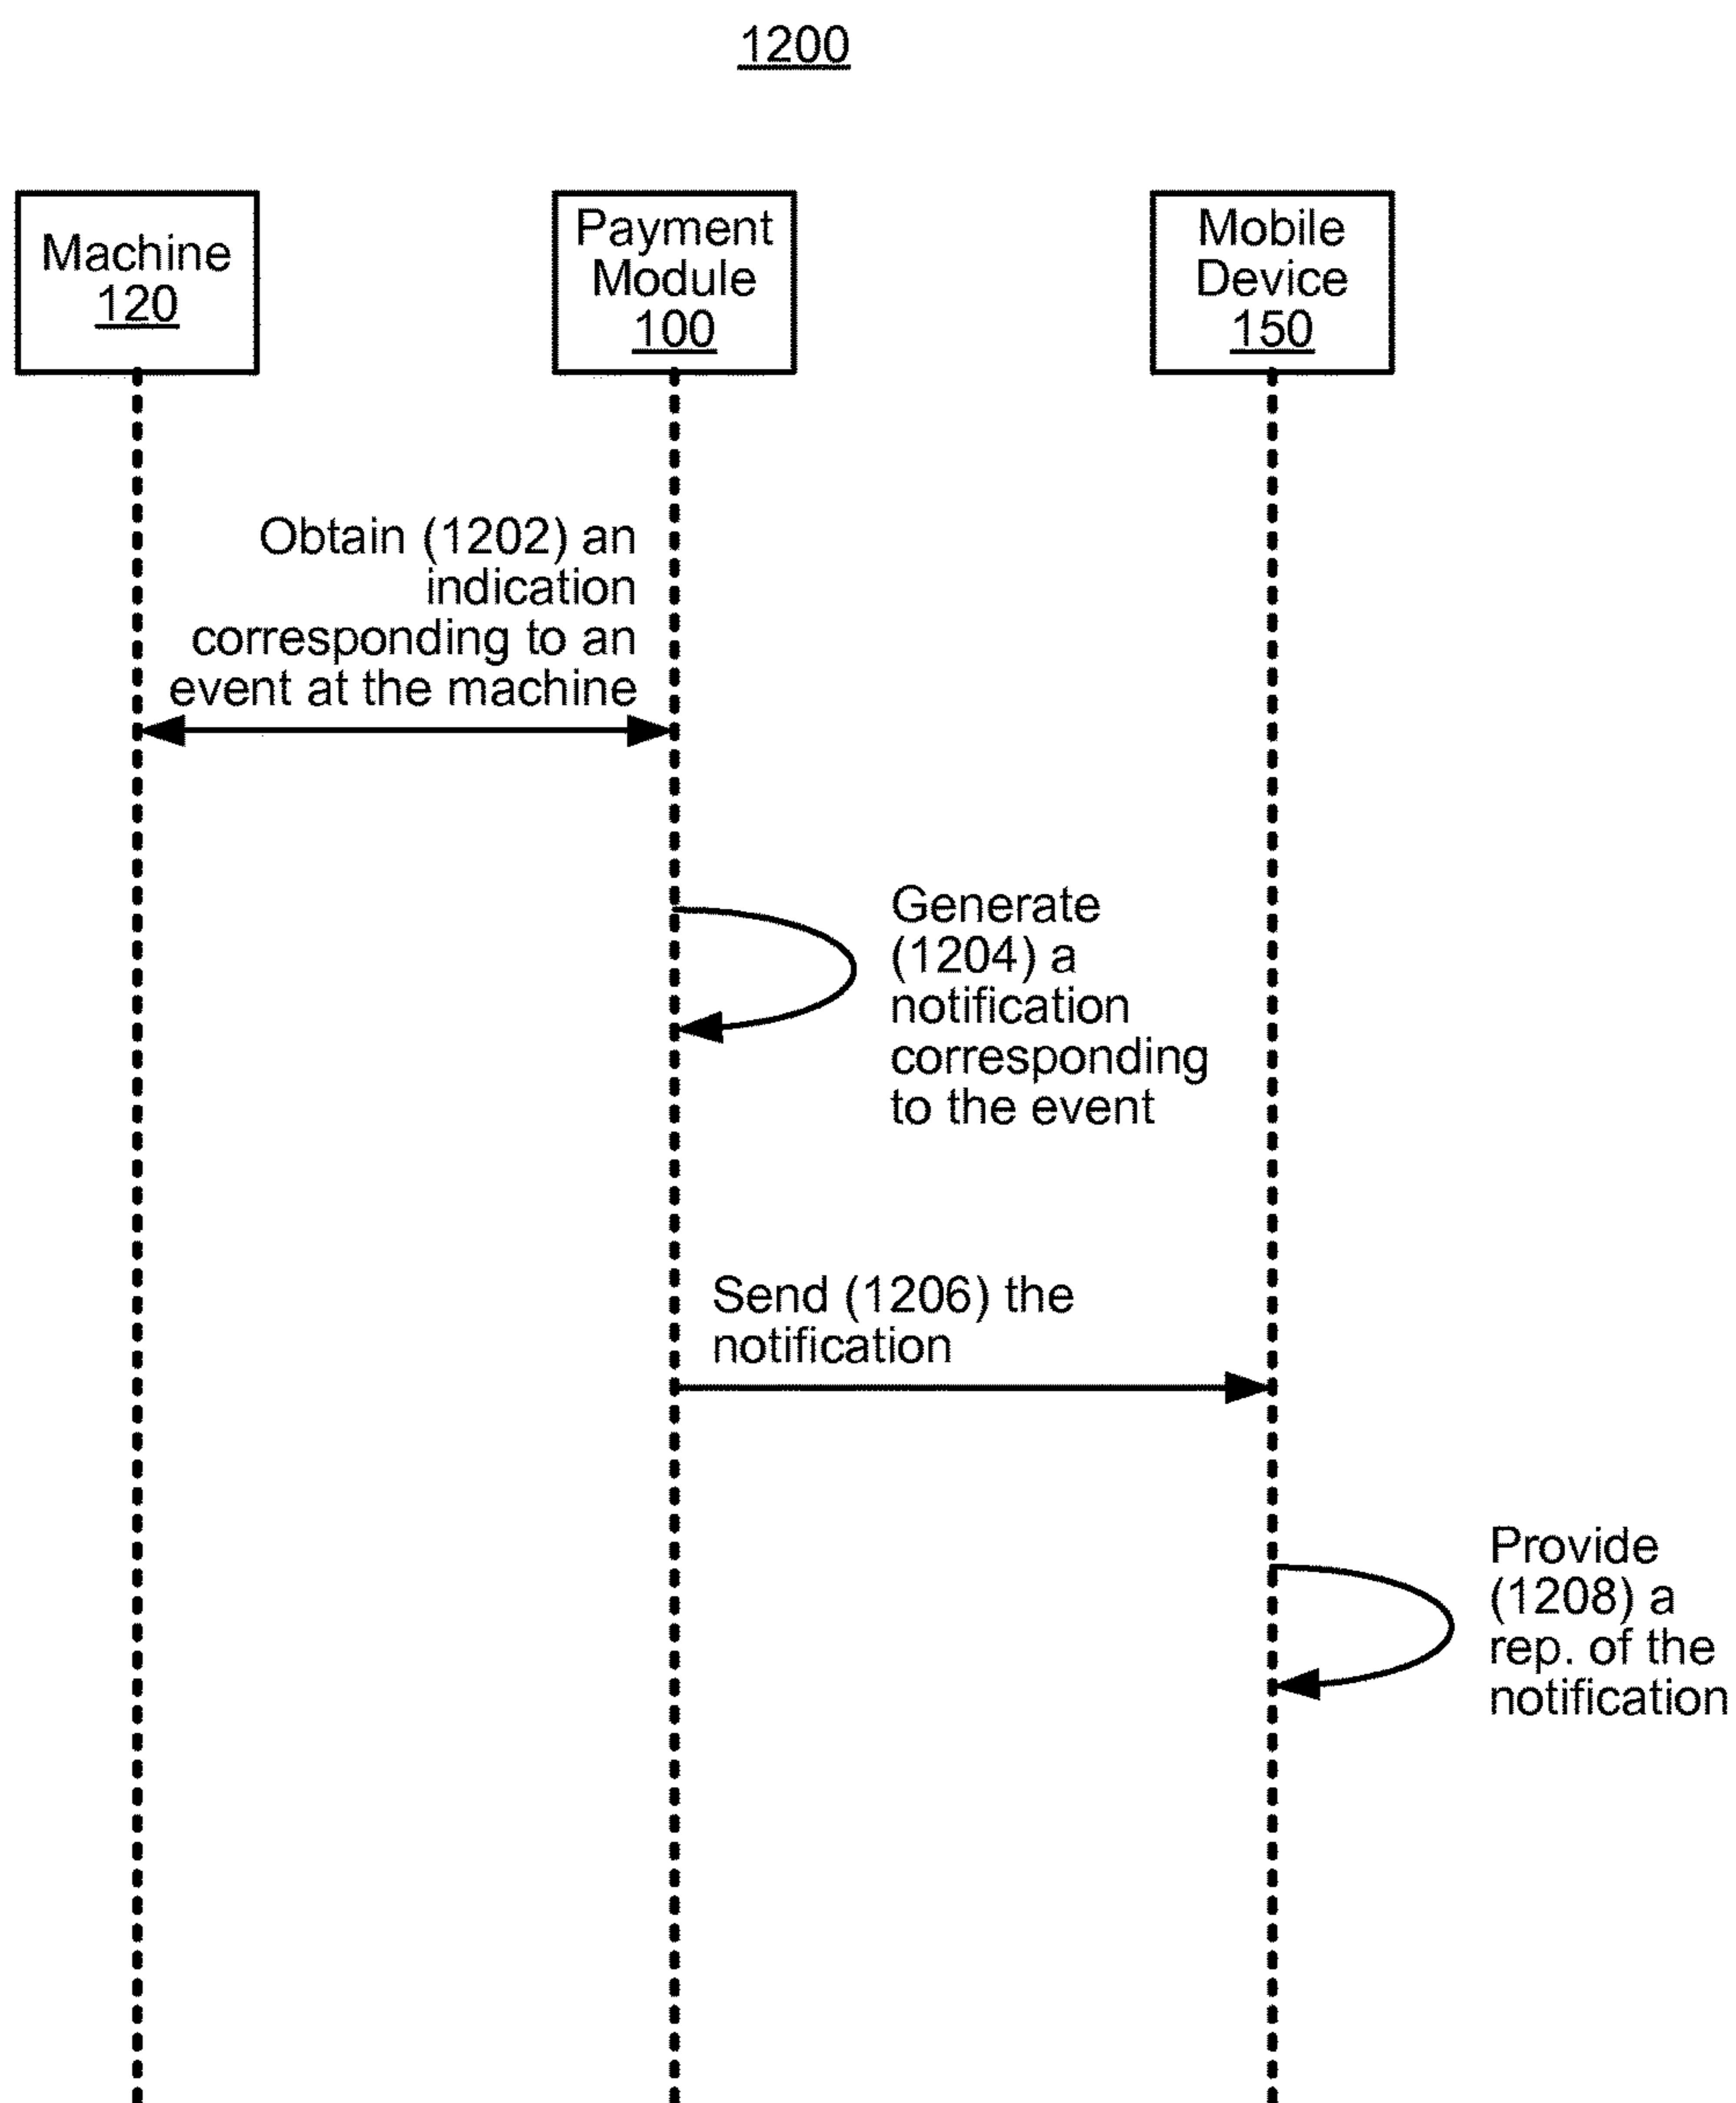 1200
Machine
120
Payment
Module
100
Mobile
Device
150
Obtain (1202) an
indication
corresponding to an
event at the machine
Generate
(1204) a
notification
corresponding
to the event
Send (1206) the
notification
Provide
(1208) a
rep. of the
notification